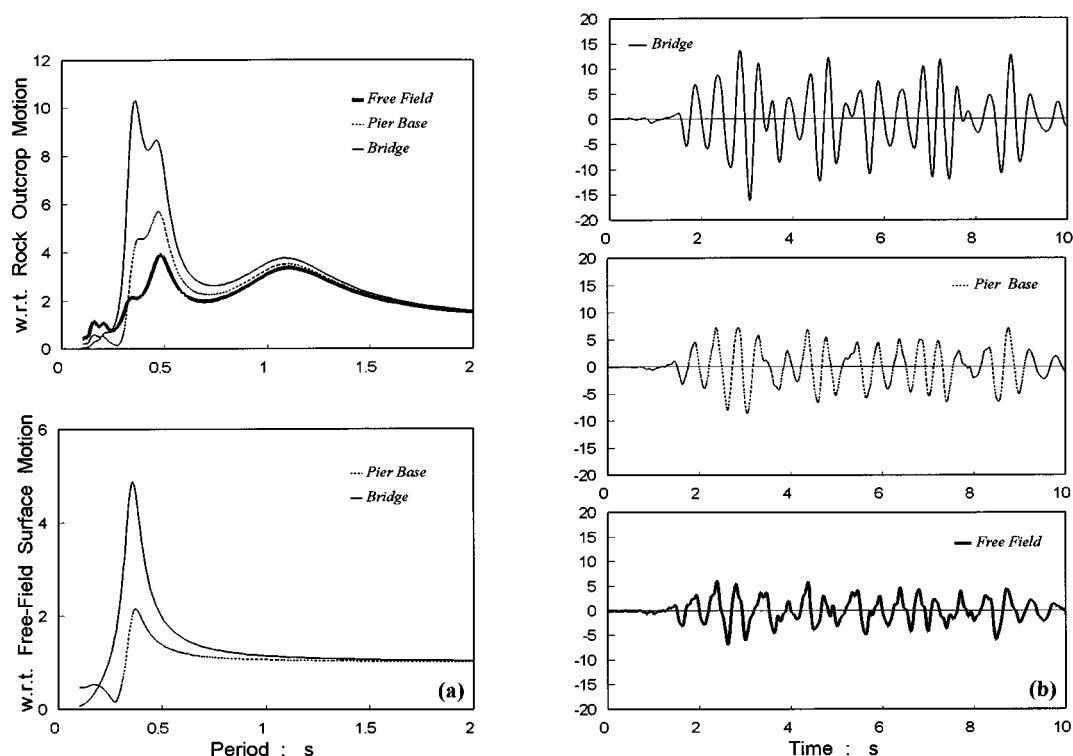 w.r.t. Rock Outcrop Motion
12
10
8
6
4
2
0
0 0.5 1 1.5 2
Free Field
Pier Base
Bridge
w.r.t. Free-Field Surface Motion
6
4
2
0
0 0.5 1 1.5 2
Pier Base
Bridge
(a)
Period : s
20
15
10
5
0
-5
-10
-15
-20
0 2 4 6 8 10
Bridge
20
15
10
5
0
-5
-10
-15
-20
0 2 4 6 8 10
Pier Base
20
15
10
5
0
-5
-10
-15
-20
0 2 4 6 8 10
Free Field
(b)
Time : s